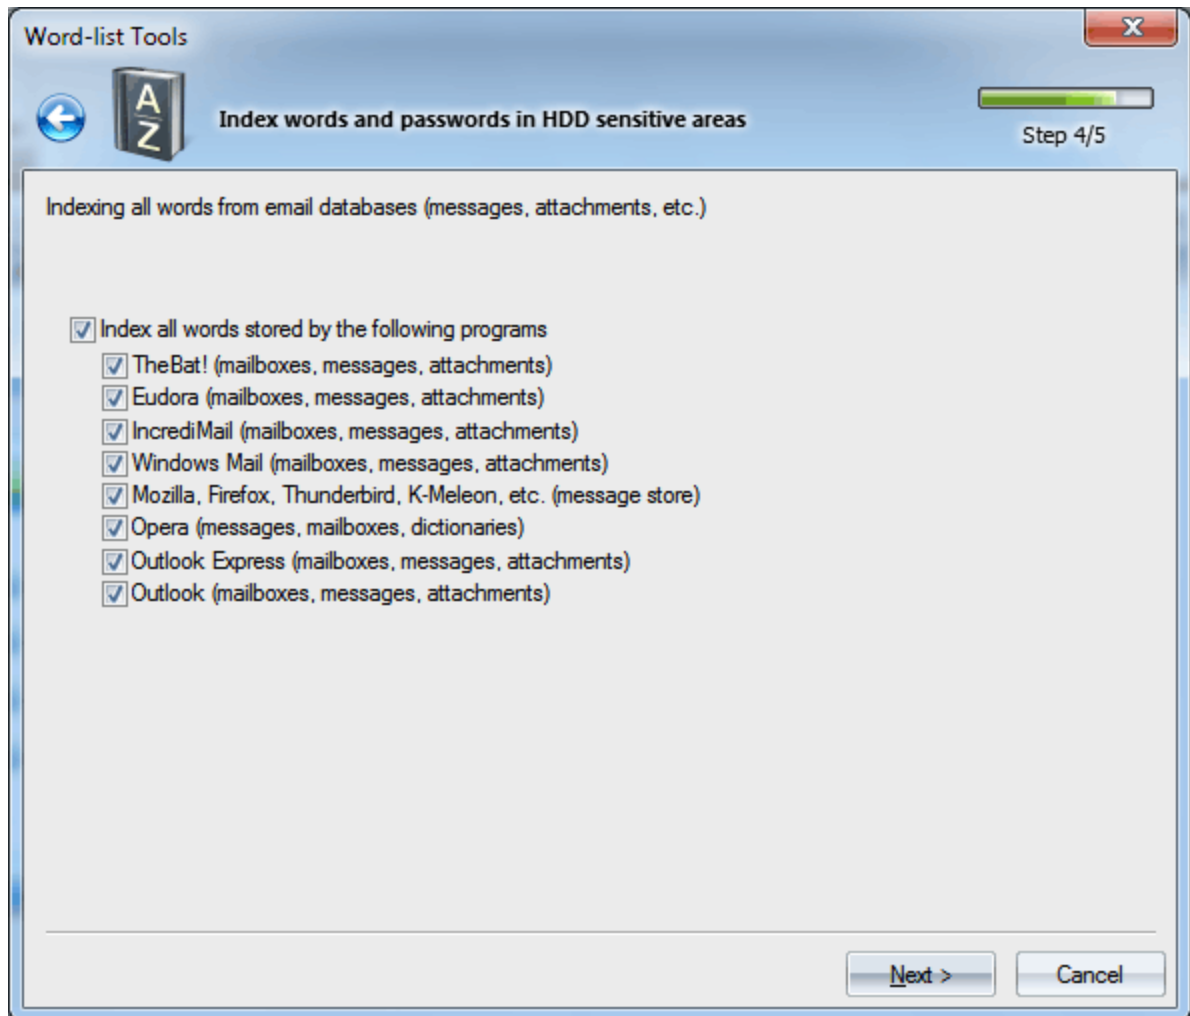 Word-list Tools
A
Z
Index words and passwords in HDD sensitive areas
Step 4/5
Indexing all words from email databases (messages, attachments, etc.)
Index all words stored by the following programs
TheBat! (mailboxes, messages, attachments)
Eudora (mailboxes, messages, attachments)
IncrediMail (mailboxes, messages, attachments)
Windows Mail (mailboxes, messages, attachments)
Mozilla, Firefox, Thunderbird, K-Meleon, etc. (message store)
Opera (messages, mailboxes, dictionaries)
Outlook Express (mailboxes, messages, attachments)
Outlook (mailboxes, messages, attachments)
Next >
Cancel